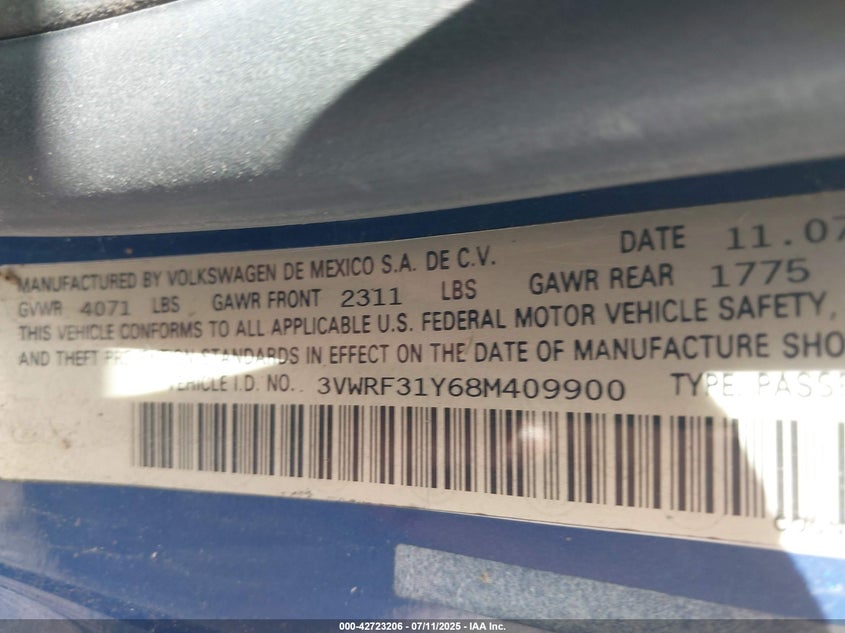 MANUFACTURED BY VOLKSWAGEN DE MEXICO S.A. DE C.V. DATE 11.07
GVWR 4071 LBS GAWR FRONT 2311 LBS GAWR REAR 1775
THIS VEHICLE CONFORMS TO ALL APPLICABLE U.S. FEDERAL MOTOR VEHICLE SAFETY,
AND THEFT STANDARDS IN EFFECT ON THE DATE OF MANUFACTURE SHO
VEHICLE I.D. NO.. 3VWRF31Y68M409900 TYPE: PASSE
000-42723206 - 07/11/2025 - IAA Inc.